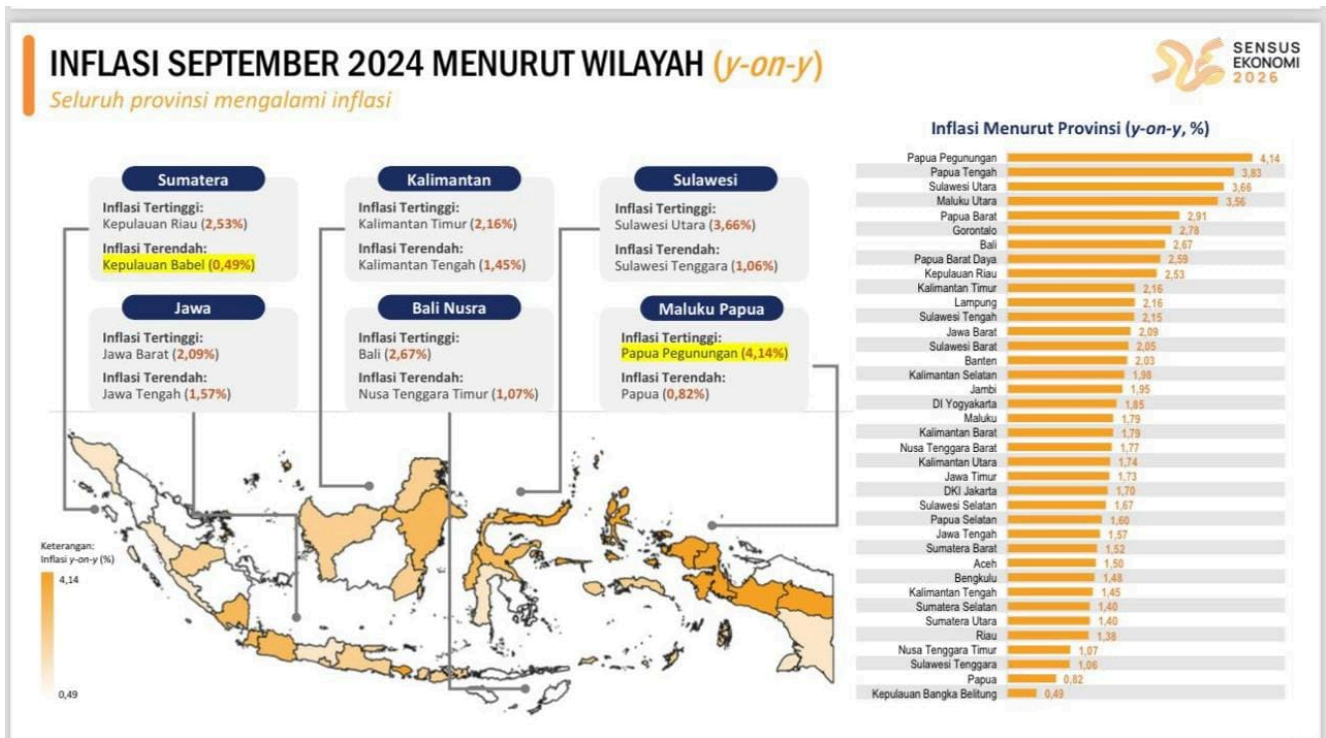 INFLASI SEPTEMBER 2024 MENURUT WILAYAH (y-on-y)
Seluruh provinsi mengalami inflasi
SENSUS
EKONOMI
2026
Sumatera
Inflasi Tertinggi:
Kepulauan Riau (2,53%)
Inflasi Terendah:
Kepulauan Babel (0,49%)
Kalimantan
Inflasi Tertinggi:
Kalimantan Timur (2,16%)
Inflasi Terendah:
Kalimantan Tengah (1,45%)
Sulawesi
Inflasi Tertinggi:
Sulawesi Utara (3,66%)
Inflasi Terendah:
Sulawesi Tenggara (1,06%)
Jawa
Inflasi Tertinggi:
Jawa Barat (2,09%)
Inflasi Terendah:
Jawa Tengah (1,57%)
Bali Nusra
Inflasi Tertinggi:
Bali (2,67%)
Inflasi Terendah:
Nusa Tenggara Timur (1,07%)
Maluku Papua
Inflasi Tertinggi:
Papua Pegunungan (4,14%)
Inflasi Terendah:
Papua (0,82%)
Keterangan:
Inflasi y-on-y (%)
4,14
0,49
Inflasi Menurut Provinsi (y-on-y, %)
Papua Pegunungan 4,14
Papua Tengah 3,83
Sulawesi Utara 3,66
Maluku Utara 3,56
Papua Barat 2,91
Gorontalo 2,78
Bali 2,67
Papua Barat Daya 2,59
Kepulauan Riau 2,53
Kalimantan Timur 2,16
Lampung 2,16
Sulawesi Tengah 2,15
Jawa Barat 2,09
Sulawesi Barat 2,05
Banten 2,03
Kalimantan Selatan 1,98
Jambi 1,95
DI Yogyakarta 1,85
Maluku 1,79
Kalimantan Barat 1,79
Nusa Tenggara Barat 1,77
Kalimantan Utara 1,74
Jawa Timur 1,73
DKI Jakarta 1,70
Sulawesi Selatan 1,67
Papua Selatan 1,60
Jawa Tengah 1,57
Sumatera Barat 1,52
Aceh 1,50
Bengkulu 1,48
Kalimantan Tengah 1,45
Sumatera Selatan 1,40
Sumatera Utara 1,40
Riau 1,38
Nusa Tenggara Timur 1,07
Sulawesi Tenggara 1,06
Papua 0,82
Kepulauan Bangka Belitung 0,49